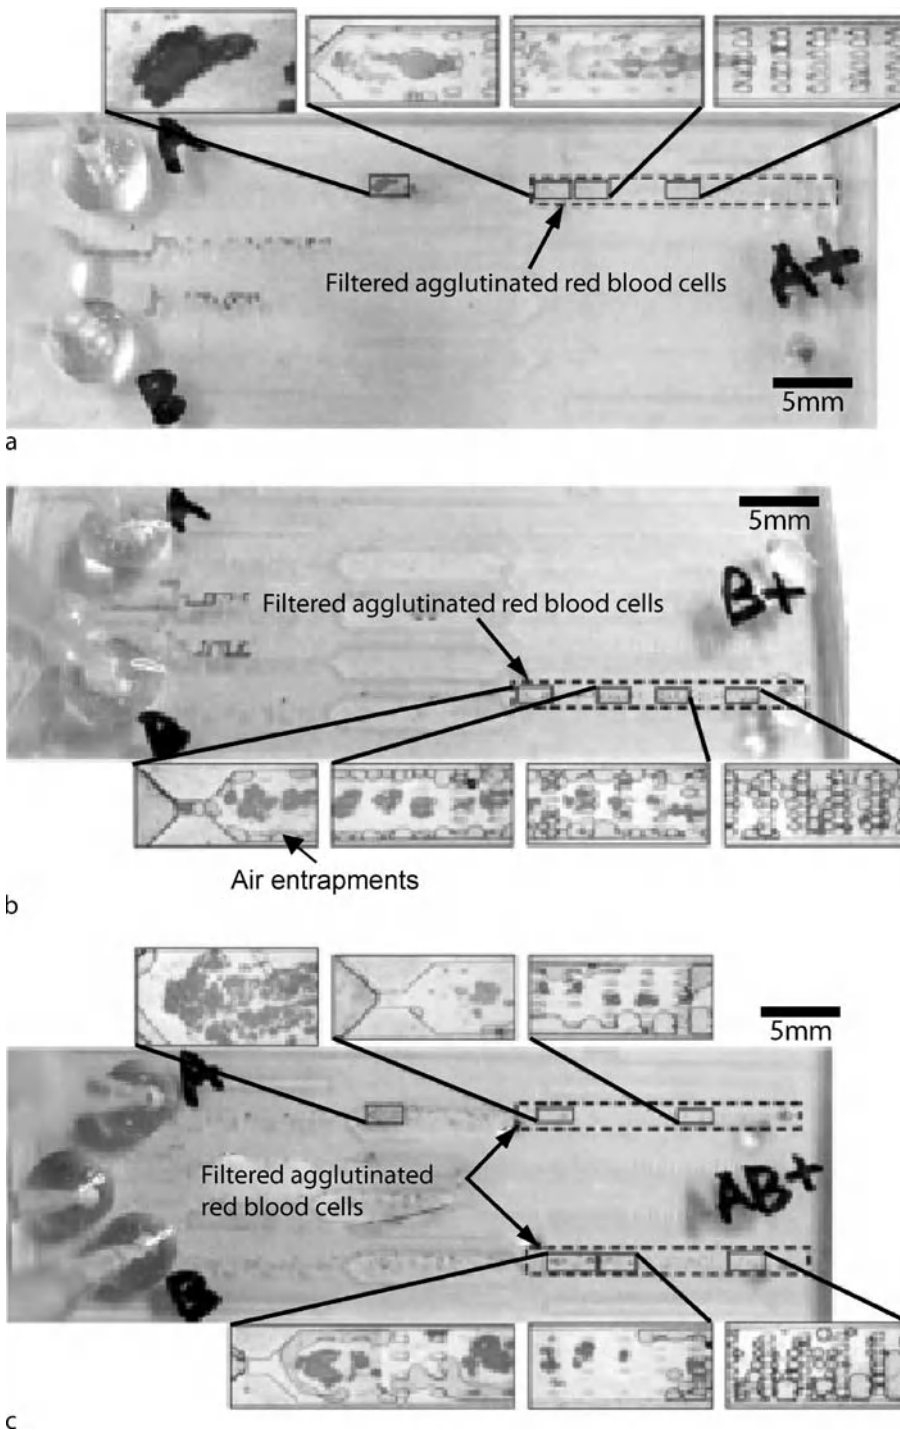 A
Filtered agglutinated red blood cells
A+
B
5mm
a
A
5mm
Filtered agglutinated red blood cells
B+
B
Air entrapments
b
5mm
A
Filtered agglutinated
red blood cells
AB+
B
c